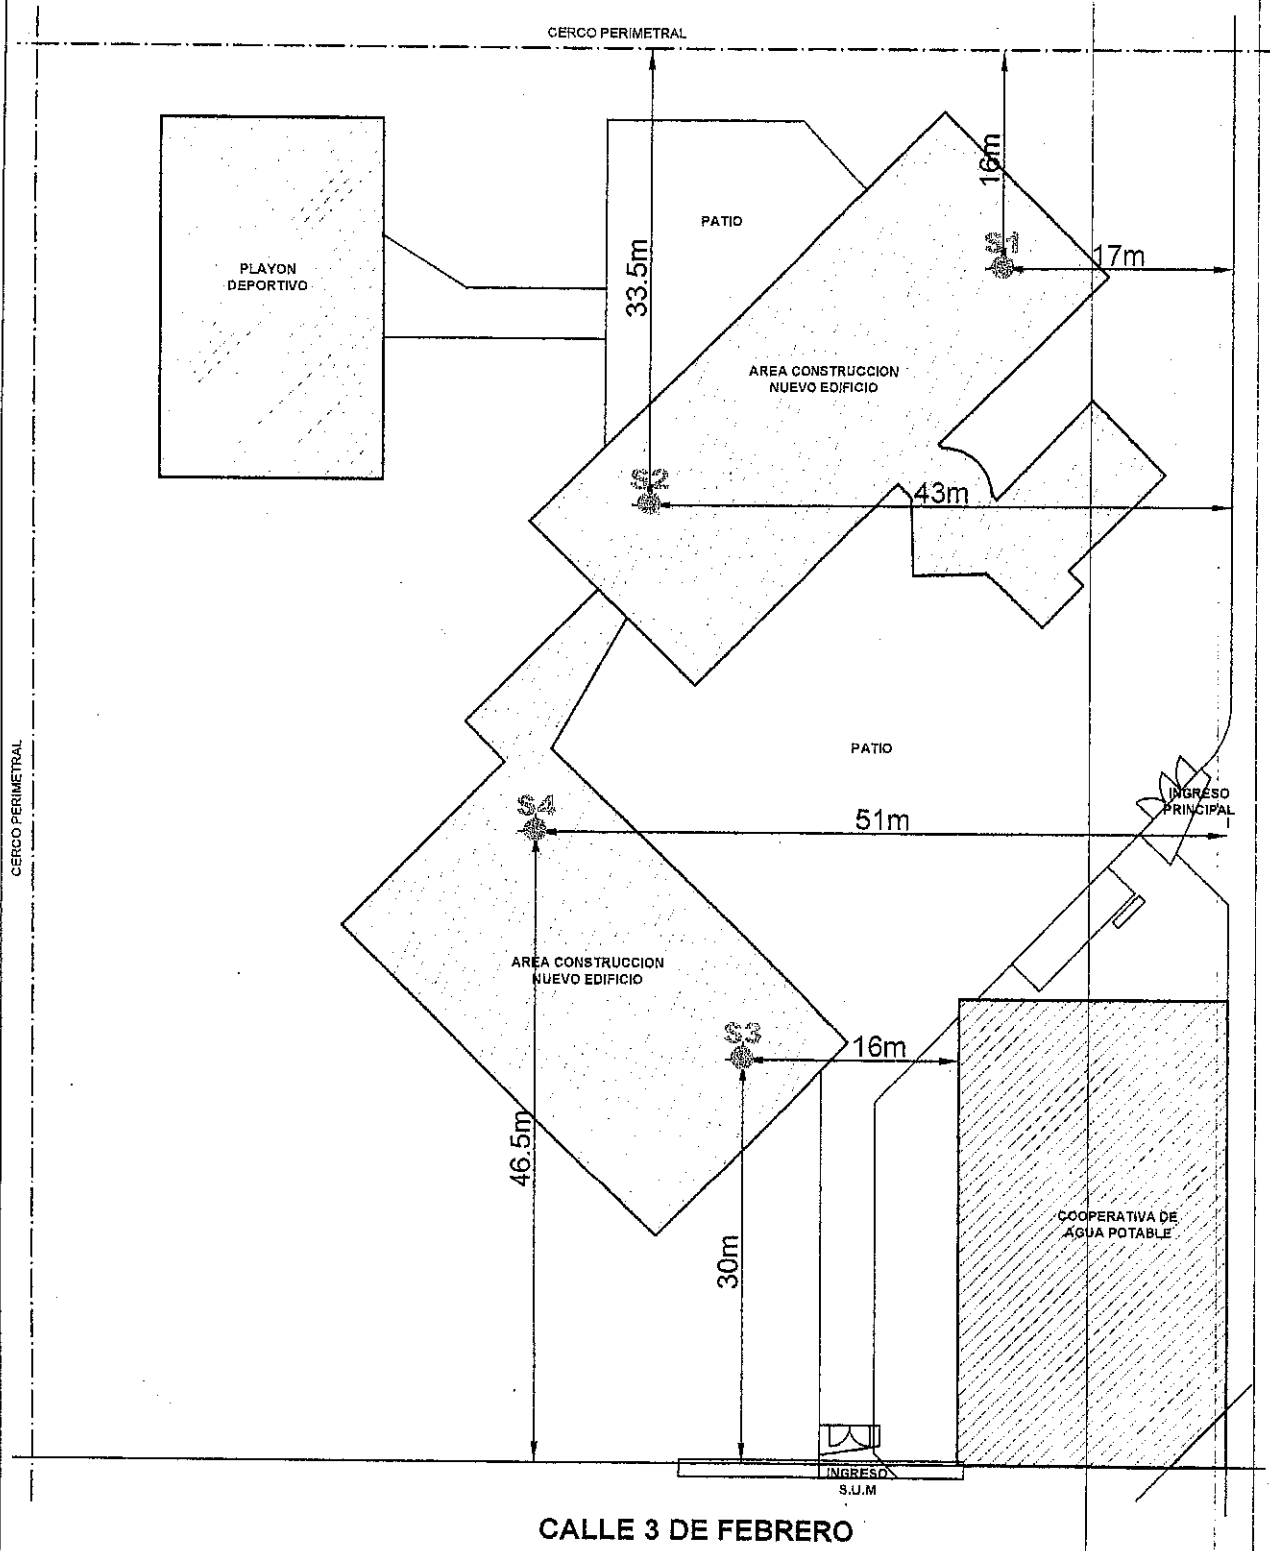 CERCO PERIMETRAL
16m
S1
17m
PATIO
33.5m
PLAYON
DEPORTIVO
AREA CONSTRUCCION
NUEVO EDIFICIO
S2
43m
PATIO
CERCO PERIMETRAL
INGRESO
PRINCIPAL
S4
51m
AREA CONSTRUCCION
NUEVO EDIFICIO
S3
16m
46.5m
30m
COOPERATIVA DE
AGUA POTABLE
INGRESO
S.U.M
CALLE 3 DE FEBRERO